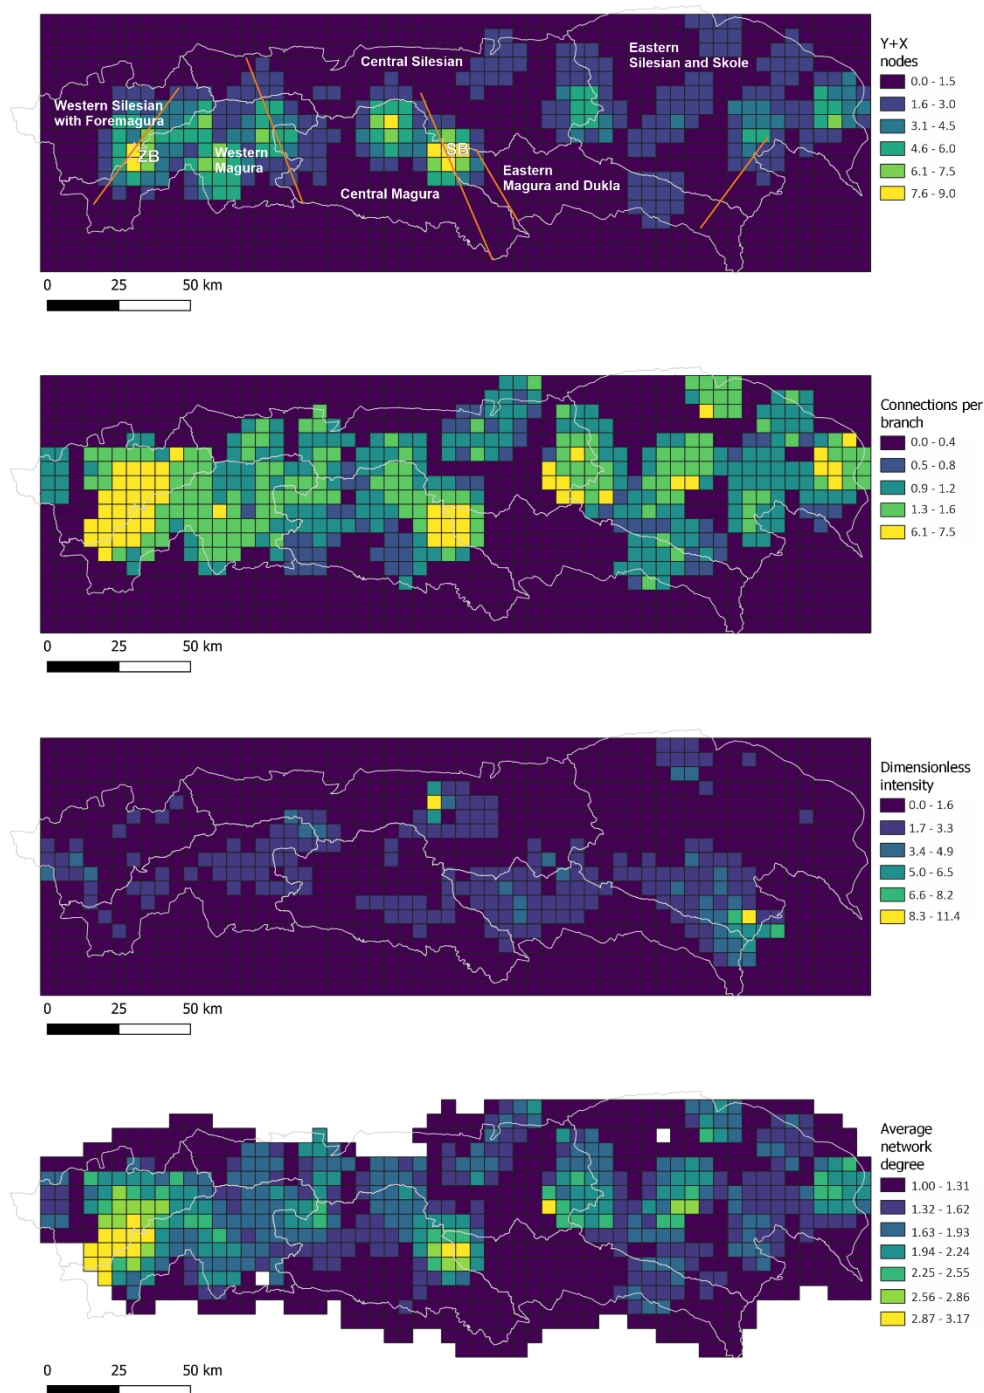 Central Silesian
Eastern
Silesian and Skole
Western Silesian
with Foremagura
ZB
Western
Magura
SB
Central Magura
Eastern
Magura and Dukla
Y+X
nodes
0.0 - 1.5
1.6 - 3.0
3.1 - 4.5
4.6 - 6.0
6.1 - 7.5
7.6 - 9.0
0 25 50 km
Connections per
branch
0.0 - 0.4
0.5 - 0.8
0.9 - 1.2
1.3 - 1.6
6.1 - 7.5
0 25 50 km
Dimensionless
intensity
0.0 - 1.6
1.7 - 3.3
3.4 - 4.9
5.0 - 6.5
6.6 - 8.2
8.3 - 11.4
0 25 50 km
Average
network
degree
1.00 - 1.31
1.32 - 1.62
1.63 - 1.93
1.94 - 2.24
2.25 - 2.55
2.56 - 2.86
2.87 - 3.17
0 25 50 km